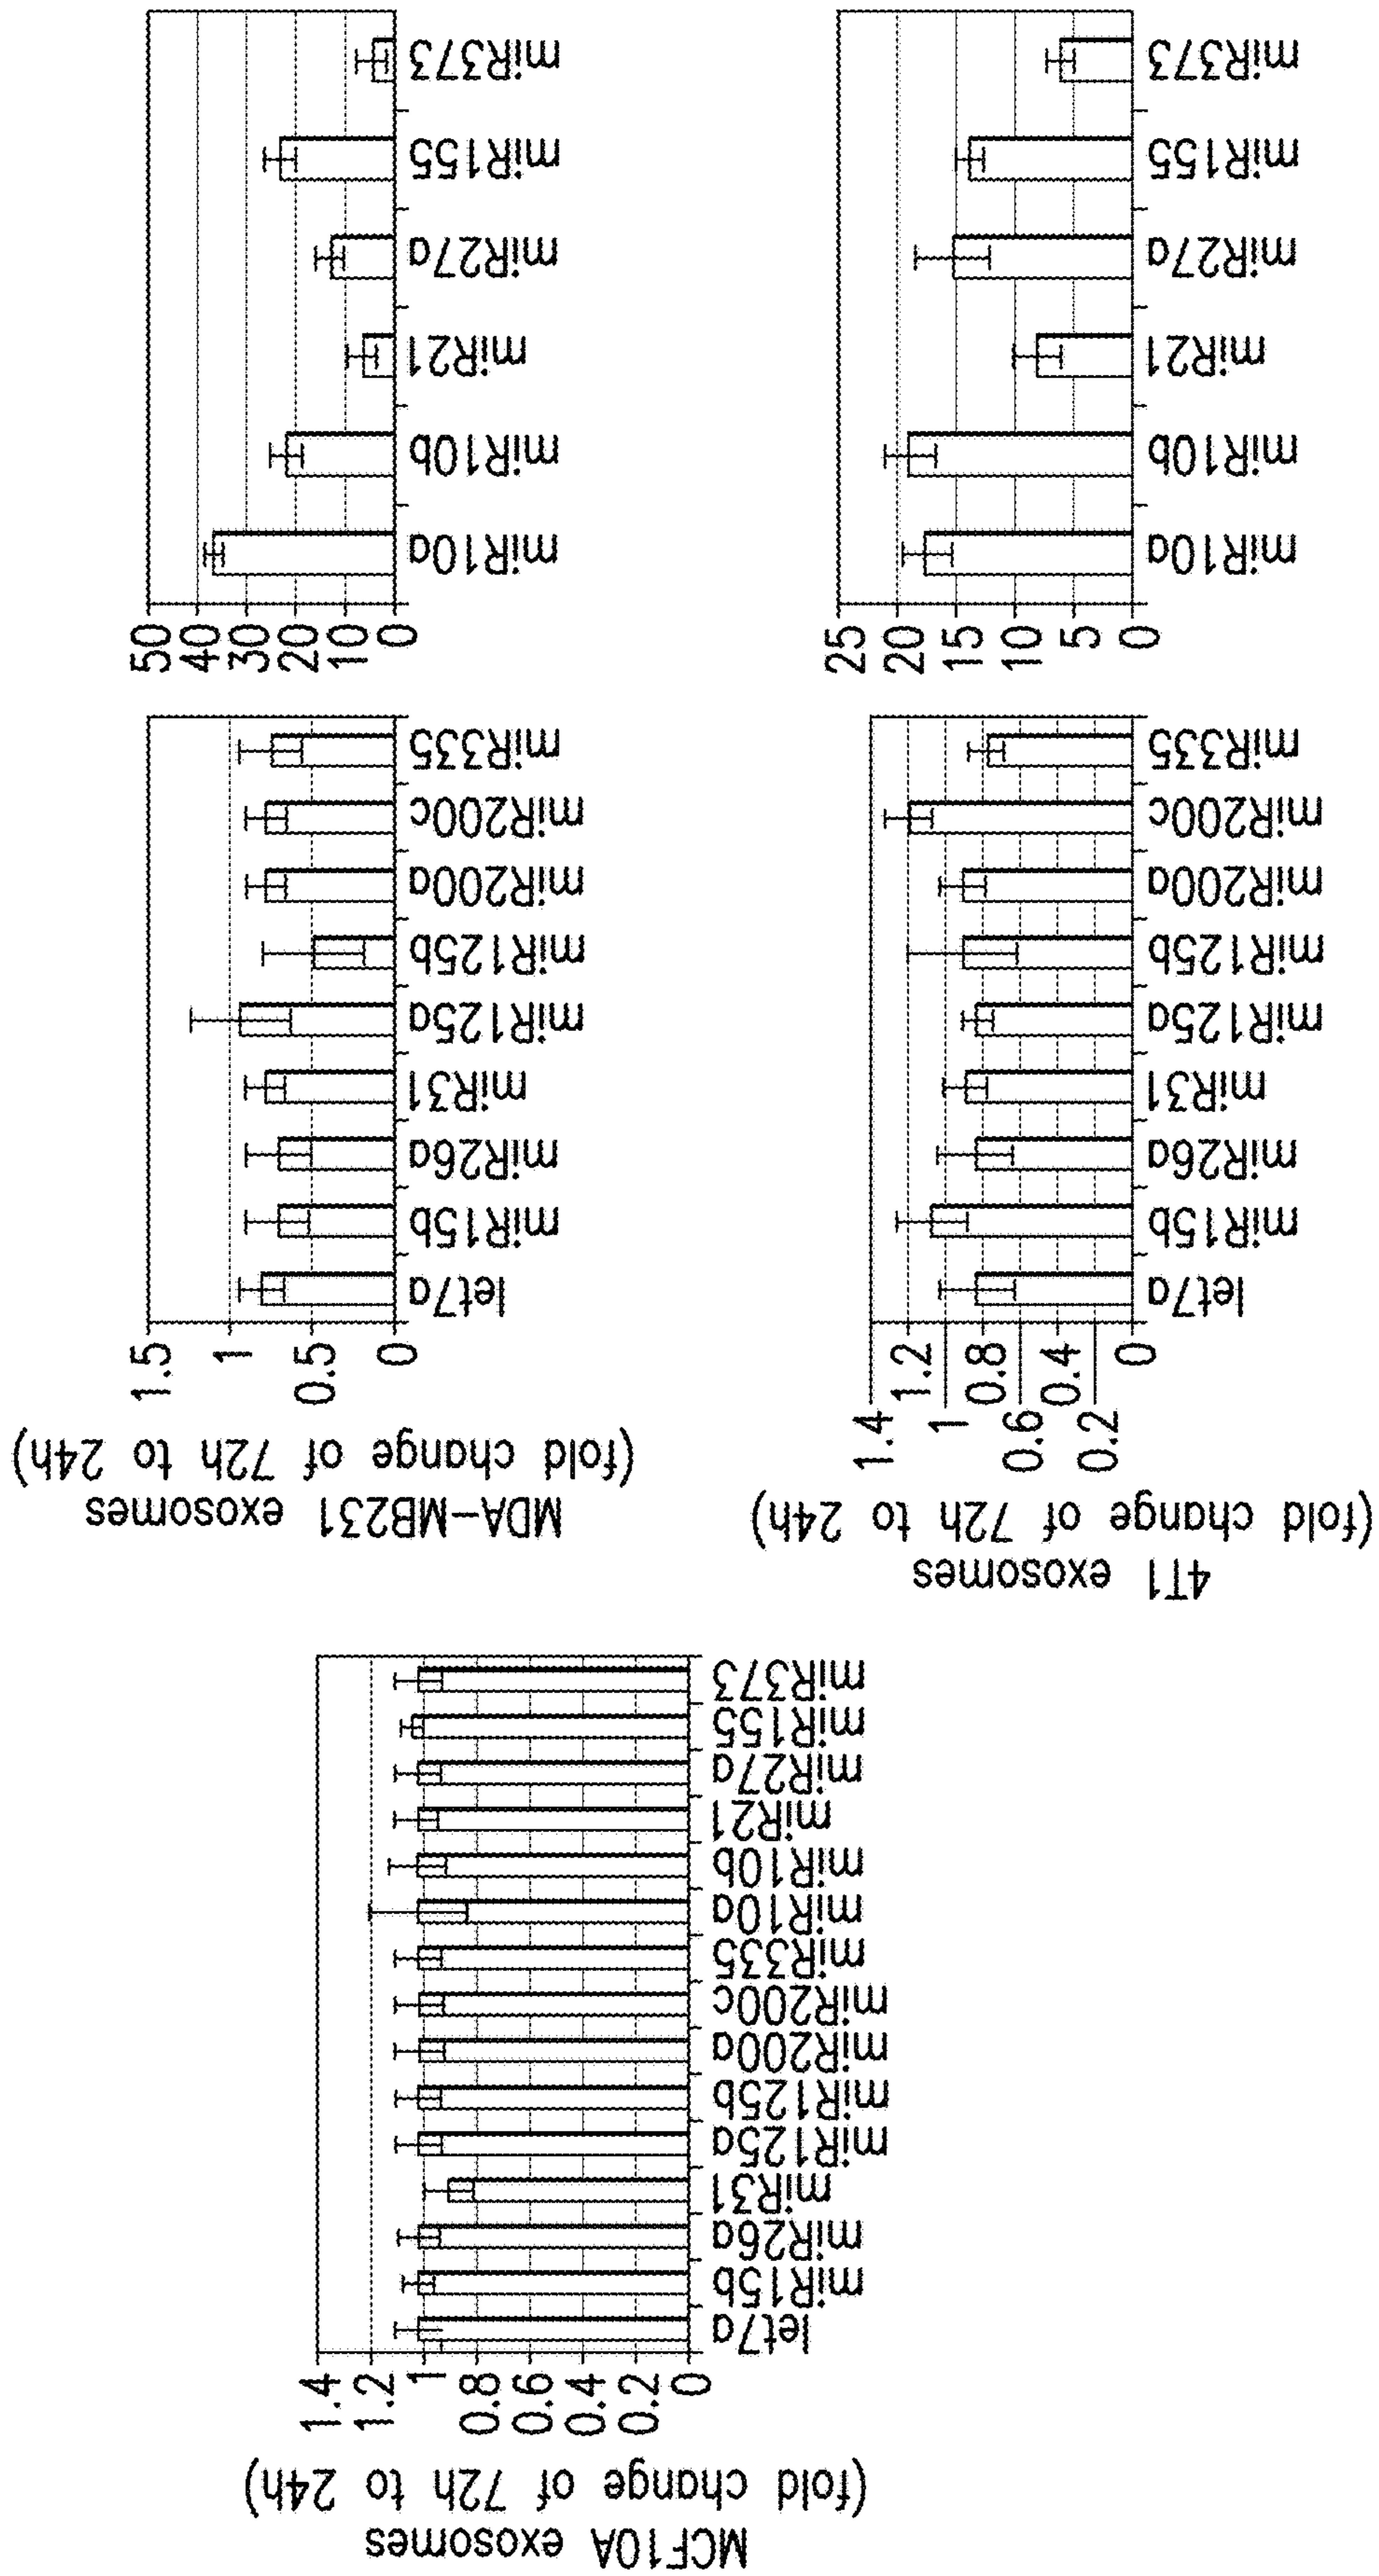 MCF10A exosomes
(fold change of 72h to 24h)
1.4
1.2
1
0.8
0.6
0.4
0.2
0
let7a
miR15b
miR26a
miR31
miR125a
miR125b
miR200a
miR200c
miR335
miR10a
miR10b
miR21
miR27a
miR155
miR373
MDA-MB231 exosomes
(fold change of 72h to 24h)
1.5
1
0.5
0
let7a
miR15b
miR26a
miR31
miR125a
miR125b
miR200a
miR200c
miR335
50
40
30
20
10
0
miR10a
miR10b
miR21
miR27a
miR155
miR373
4T1 exosomes
(fold change of 72h to 24h)
1.4
1.2
1
0.8
0.6
0.4
0.2
0
let7a
miR15b
miR26a
miR31
miR125a
miR125b
miR200a
miR200c
miR335
25
20
15
10
5
0
miR10a
miR10b
miR21
miR27a
miR155
miR373